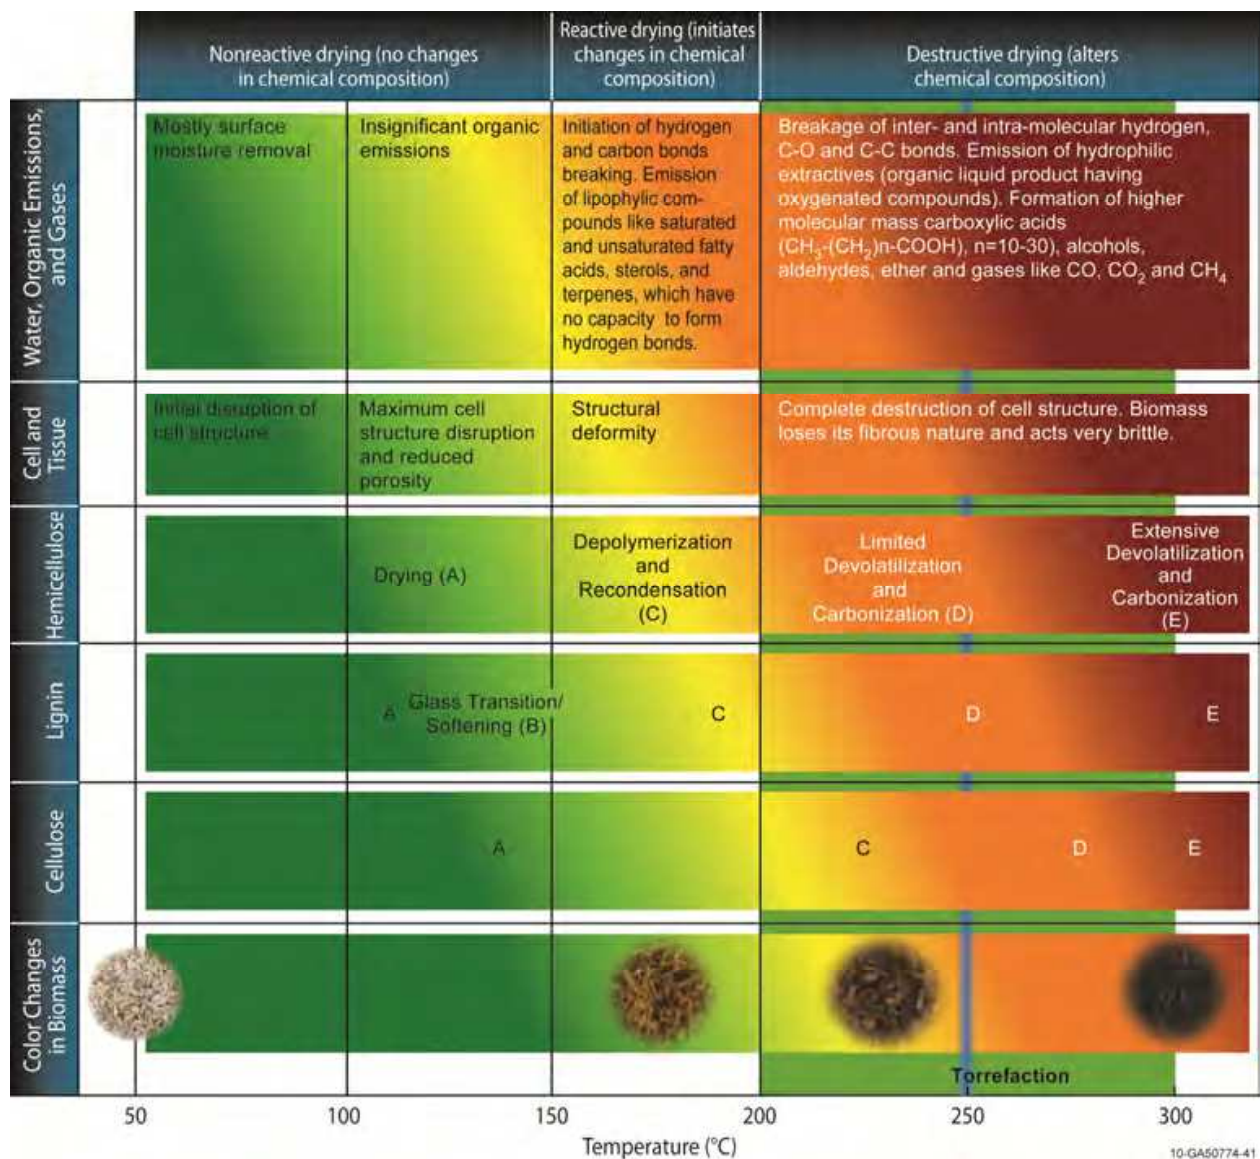 Nonreactive drying (no changes
in chemical composition)
Reactive drying (initiates
changes in chemical
composition)
Destructive drying (alters
chemical composition)
Water, Organic Emissions,
and Gases
Mostly surface
moisture removal
Insignificant organic
emissions
Initiation of hydrogen
and carbon bonds
breaking. Emission
of lipophylic com-
pounds like saturated
and unsaturated fatty
acids, sterols, and
terpenes, which have
no capacity to form
hydrogen bonds.
Breakage of inter- and intra-molecular hydrogen,
C-O and C-C bonds. Emission of hydrophilic
extractives (organic liquid product having
oxygenated compounds). Formation of higher
molecular mass carboxylic acids
(CH3-(CH2)n-COOH), n=10-30), alcohols,
aldehydes, ether and gases like CO, CO2 and CH4
Cell and
Tissue
Initial disruption of
cell structure
Maximum cell
structure disruption
and reduced
porosity
Structural
deformity
Complete destruction of cell structure. Biomass
loses its fibrous nature and acts very brittle.
Hemicellulose
Drying (A)
Depolymerization
and
Recondensation
(C)
Limited
Devolatilization
and
Carbonization (D)
Extensive
Devolatilization
and
Carbonization
(E)
Lignin
A
Glass Transition/
Softening (B)
C
D
E
Cellulose
A
C
D
E
Color Changes
in Biomass
Torrefaction
50
100
150
200
250
300
Temperature (°C)
10-GA50774-41